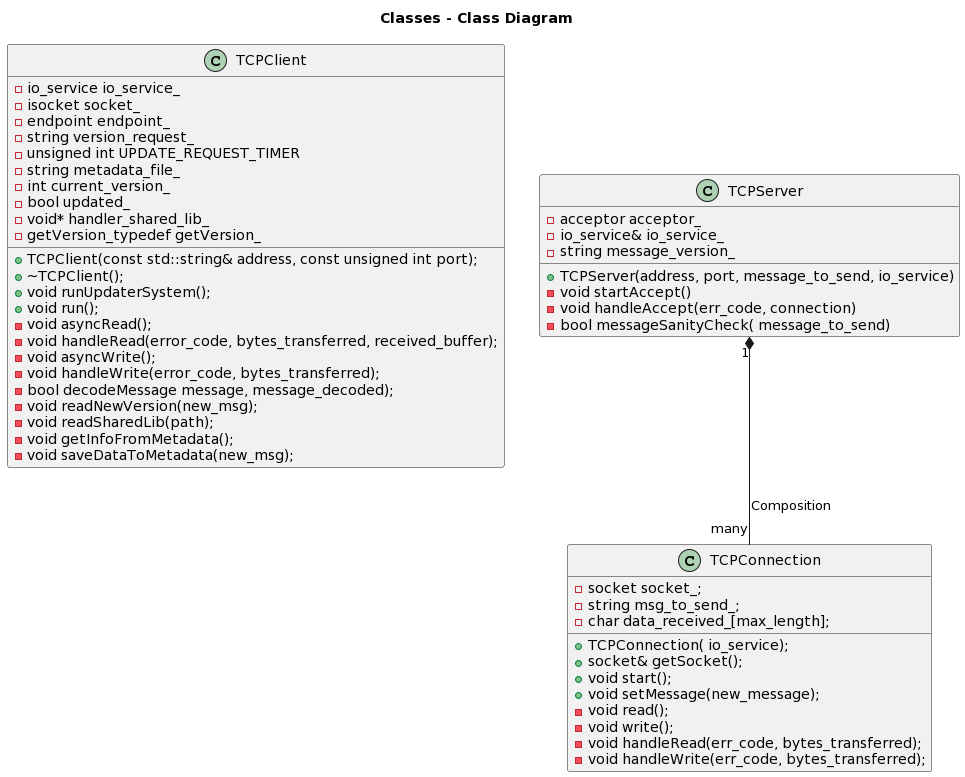 Classes - Class Diagram
C TCPClient
io_service io_service_
isocket socket_
endpoint endpoint_
string version_request_
unsigned int UPDATE_REQUEST_TIMER
string metadata_file_
int current_version_
bool updated_
void* handler_shared_lib_
getVersion_typedef getVersion_
TCPClient(const std::string& address, const unsigned int port);
~TCPClient();
void runUpdaterSystem();
void run();
void asyncRead();
void handleRead(error_code, bytes_transferred, received_buffer);
void asyncWrite();
void handleWrite(error_code, bytes_transferred);
bool decodeMessage message, message_decoded);
void readNewVersion(new_msg);
void readSharedLib(path);
void getInfoFromMetadata();
void saveDataToMetadata(new_msg);
C TCPServer
acceptor acceptor_
io_service& io_service_
string message_version_
TCPServer(address, port, message_to_send, io_service)
void startAccept()
void handleAccept(err_code, connection)
bool messageSanityCheck( message_to_send)
1
Composition
many
C TCPConnection
socket socket_;
string msg_to_send_;
char data_received_[max_length];
TCPConnection( io_service);
socket& getSocket();
void start();
void setMessage(new_message);
void read();
void write();
void handleRead(err_code, bytes_transferred);
void handleWrite(err_code, bytes_transferred);